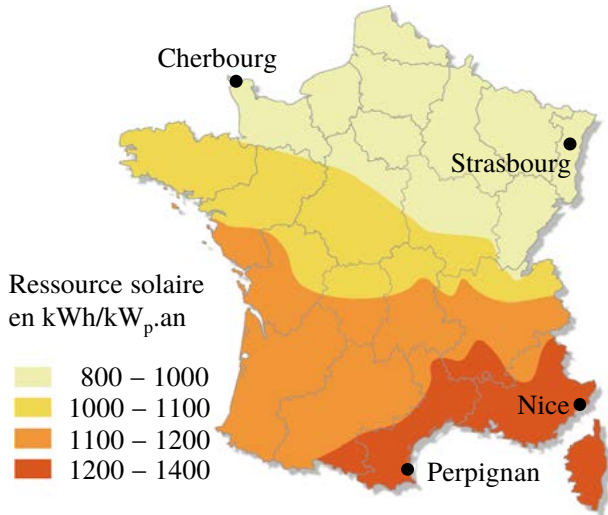 Cherbourg
Strasbourg
Ressource solaire
en kWh/kWp.an
800 – 1000
1000 – 1100
1100 – 1200
1200 – 1400
Nice
Perpignan